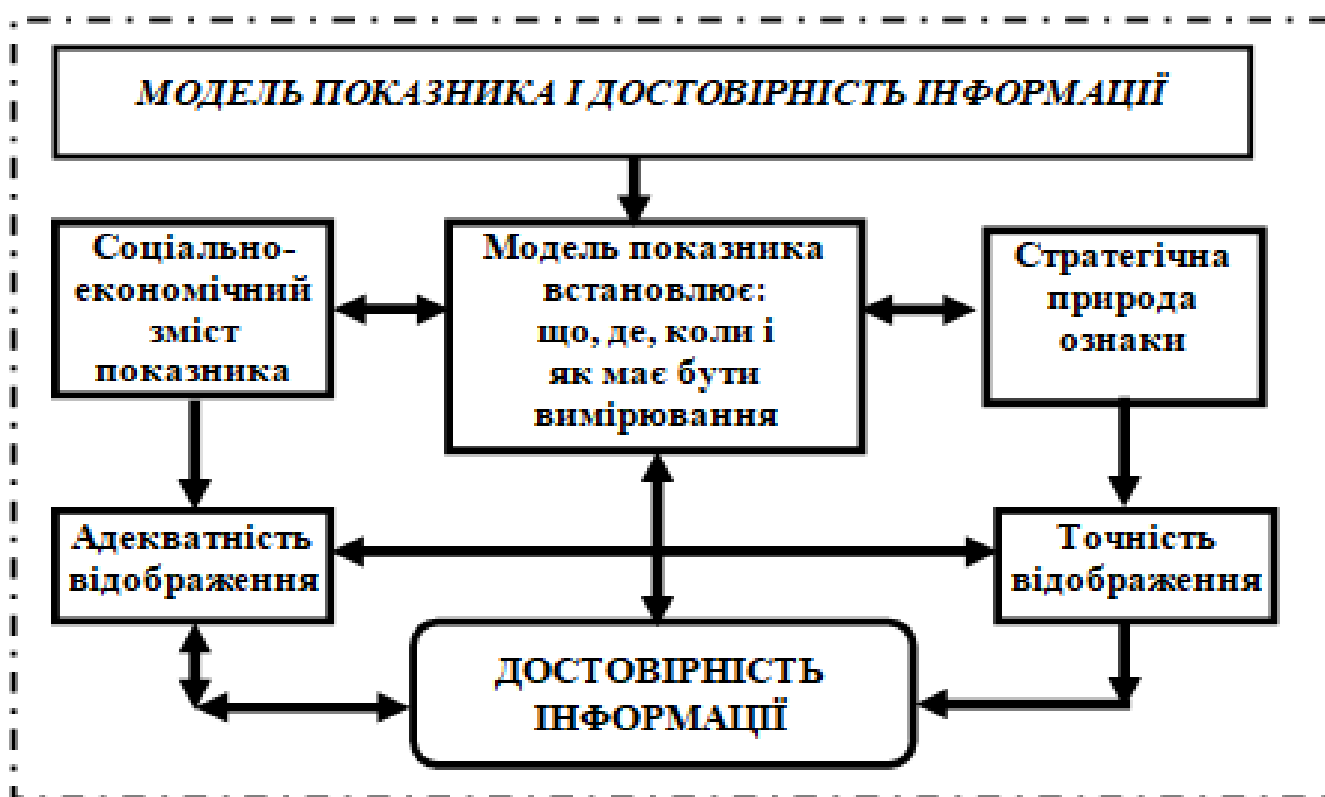 МОДЕЛЬ ПОКАЗНИКА І ДОСТОВІРНІСТЬ ІНФОРМАЦІЇ
Соціально-
економічний
зміст
показника
Модель показника
встановлює:
що, де, коли і
як має бути
вимірювання
Стратегічна
природа
ознаки
Адекватність
відображення
Точність
відображення
ДОСТОВІРНІСТЬ
ІНФОРМАЦІЇ